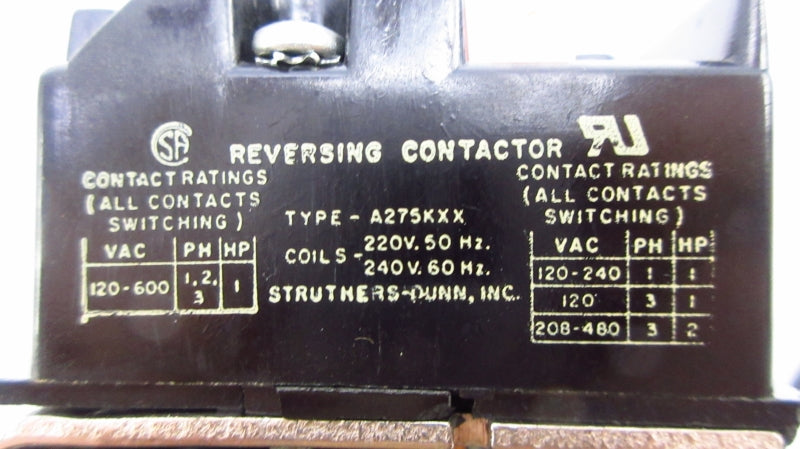 SA
REVERSING CONTACTOR
RU
CONTACT RATINGS
(ALL CONTACTS
SWITCHING)
VAC PH HP
120-600 1,2,
3 1
TYPE - A275KXX
COILS - 220V. 50 Hz.
240V. 60 Hz.
STRUTHERS-DUNN, INC.
CONTACT RATINGS
(ALL CONTACTS
SWITCHING)
VAC PH HP
120-240 1 1
120 3 1
208-480 3 2